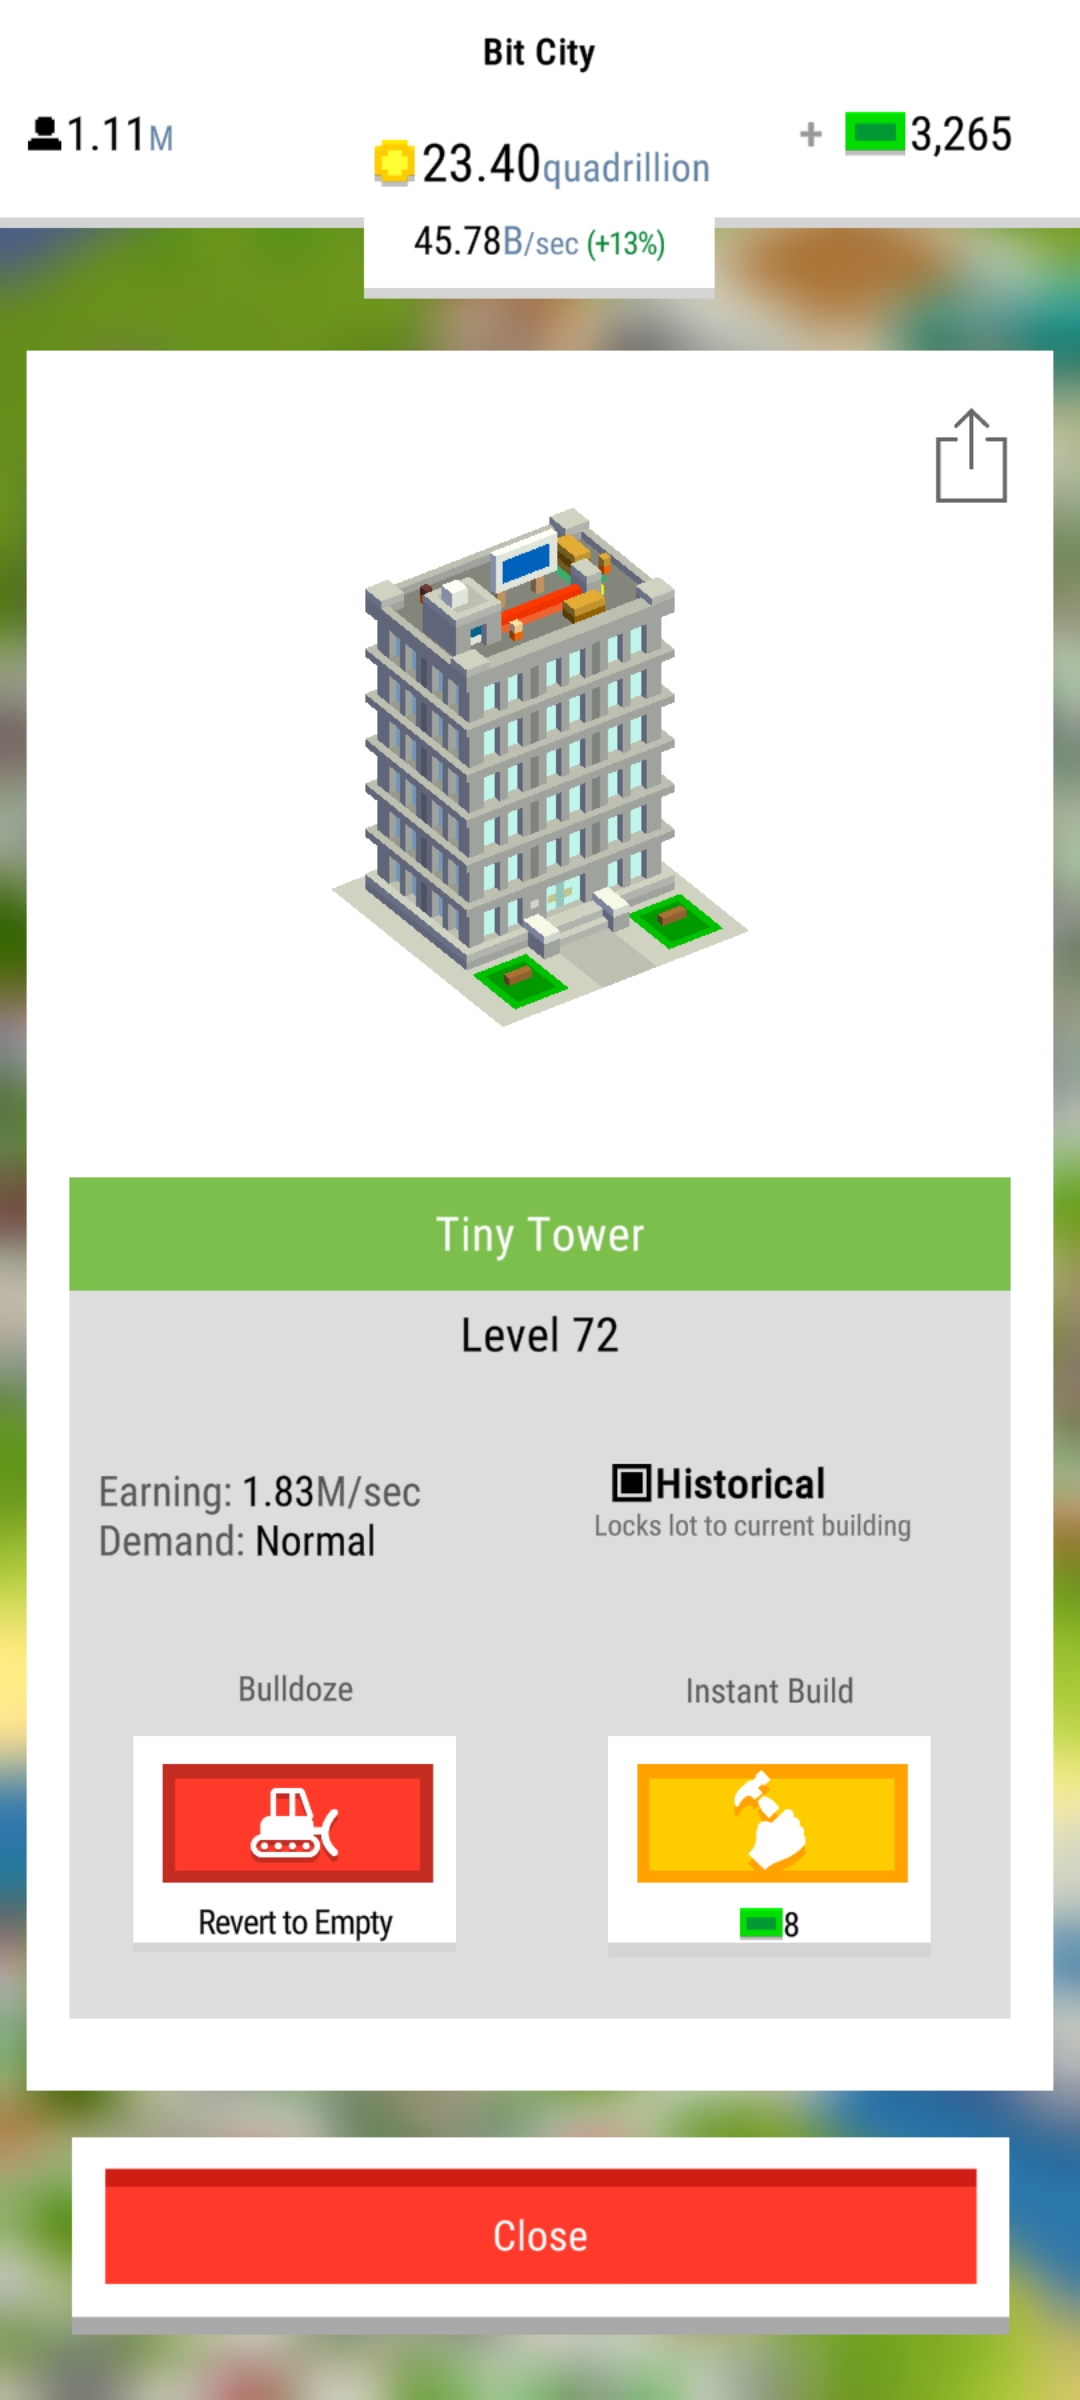 Bit City
1.11M
+ 3,265
23.40quadrillion
45.78B/sec (+13%)
Tiny Tower
Level 72
Earning: 1.83M/sec
Demand: Normal
Historical
Locks lot to current building
Bulldoze
Instant Build
Revert to Empty
8
Close